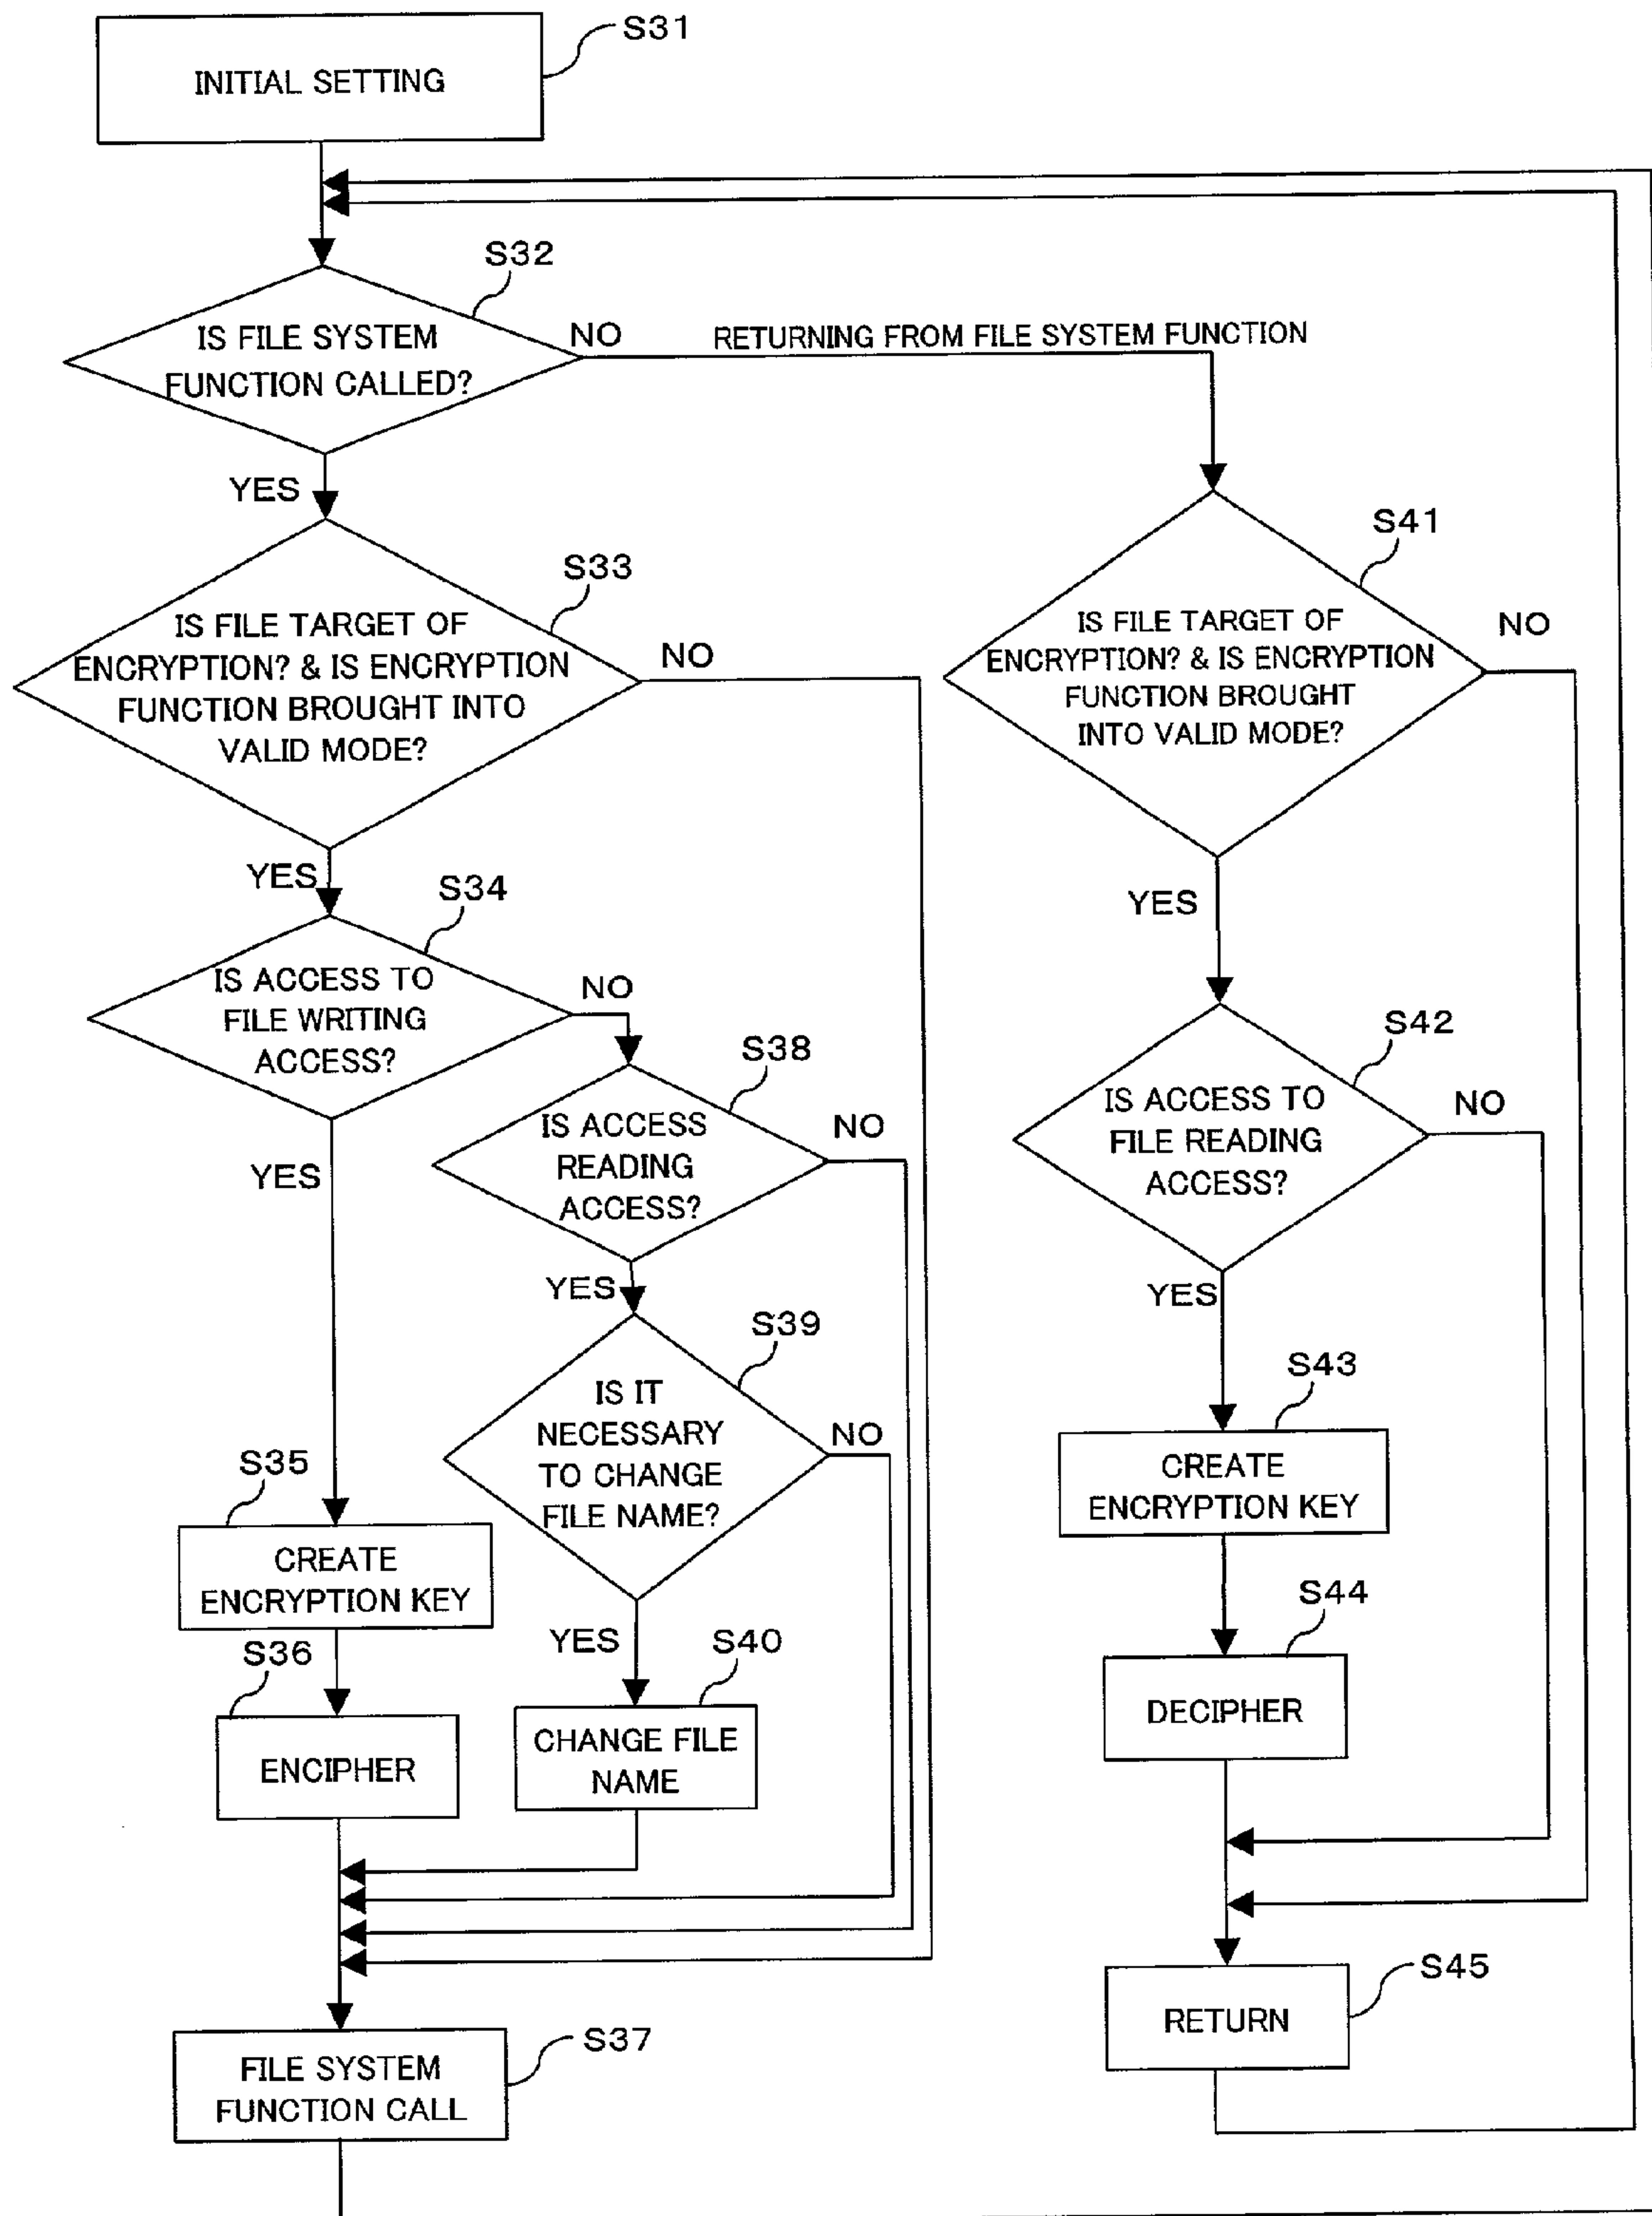 S31
INITIAL SETTING
S32
IS FILE SYSTEM
FUNCTION CALLED?
NO
RETURNING FROM FILE SYSTEM FUNCTION
YES
S33
IS FILE TARGET OF
ENCRYPTION? & IS ENCRYPTION
FUNCTION BROUGHT INTO
VALID MODE?
NO
YES
S34
IS ACCESS TO
FILE WRITING
ACCESS?
NO
YES
S38
IS ACCESS
READING
ACCESS?
NO
YES
S39
IS IT
NECESSARY
TO CHANGE
FILE NAME?
NO
YES
S35
CREATE
ENCRYPTION KEY
S36
ENCIPHER
S40
CHANGE FILE
NAME
S37
FILE SYSTEM
FUNCTION CALL
S41
IS FILE TARGET OF
ENCRYPTION? & IS ENCRYPTION
FUNCTION BROUGHT
INTO VALID MODE?
NO
YES
S42
IS ACCESS TO
FILE READING
ACCESS?
NO
YES
S43
CREATE
ENCRYPTION KEY
S44
DECIPHER
S45
RETURN